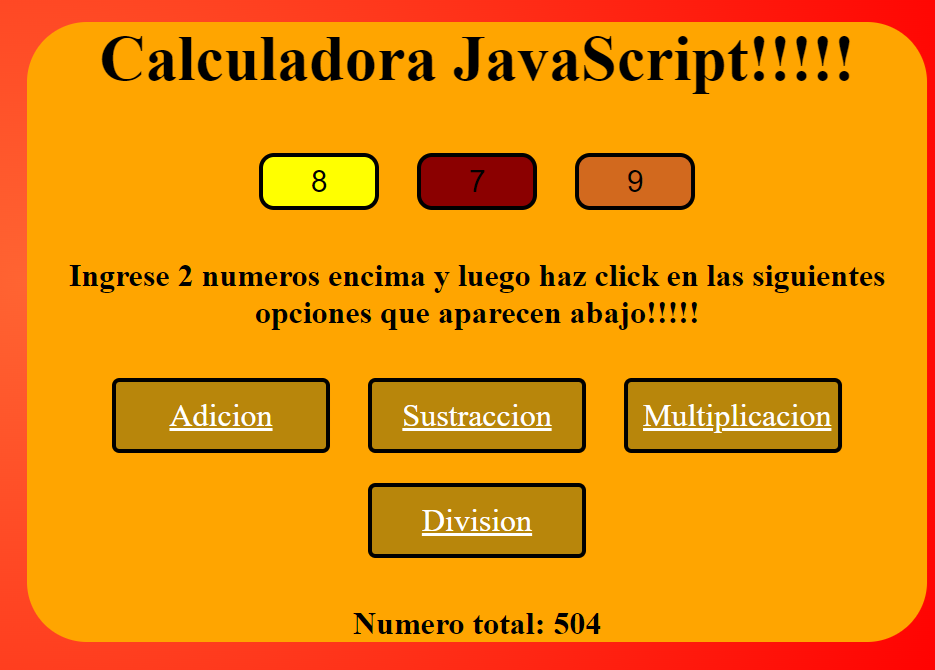 Calculadora JavaScript!!!!!
8 7 9
Ingrese 2 numeros encima y luego haz click en las siguientes
opciones que aparecen abajo!!!!!
Adicion Sustraccion Multiplicacion
Division
Numero total: 504